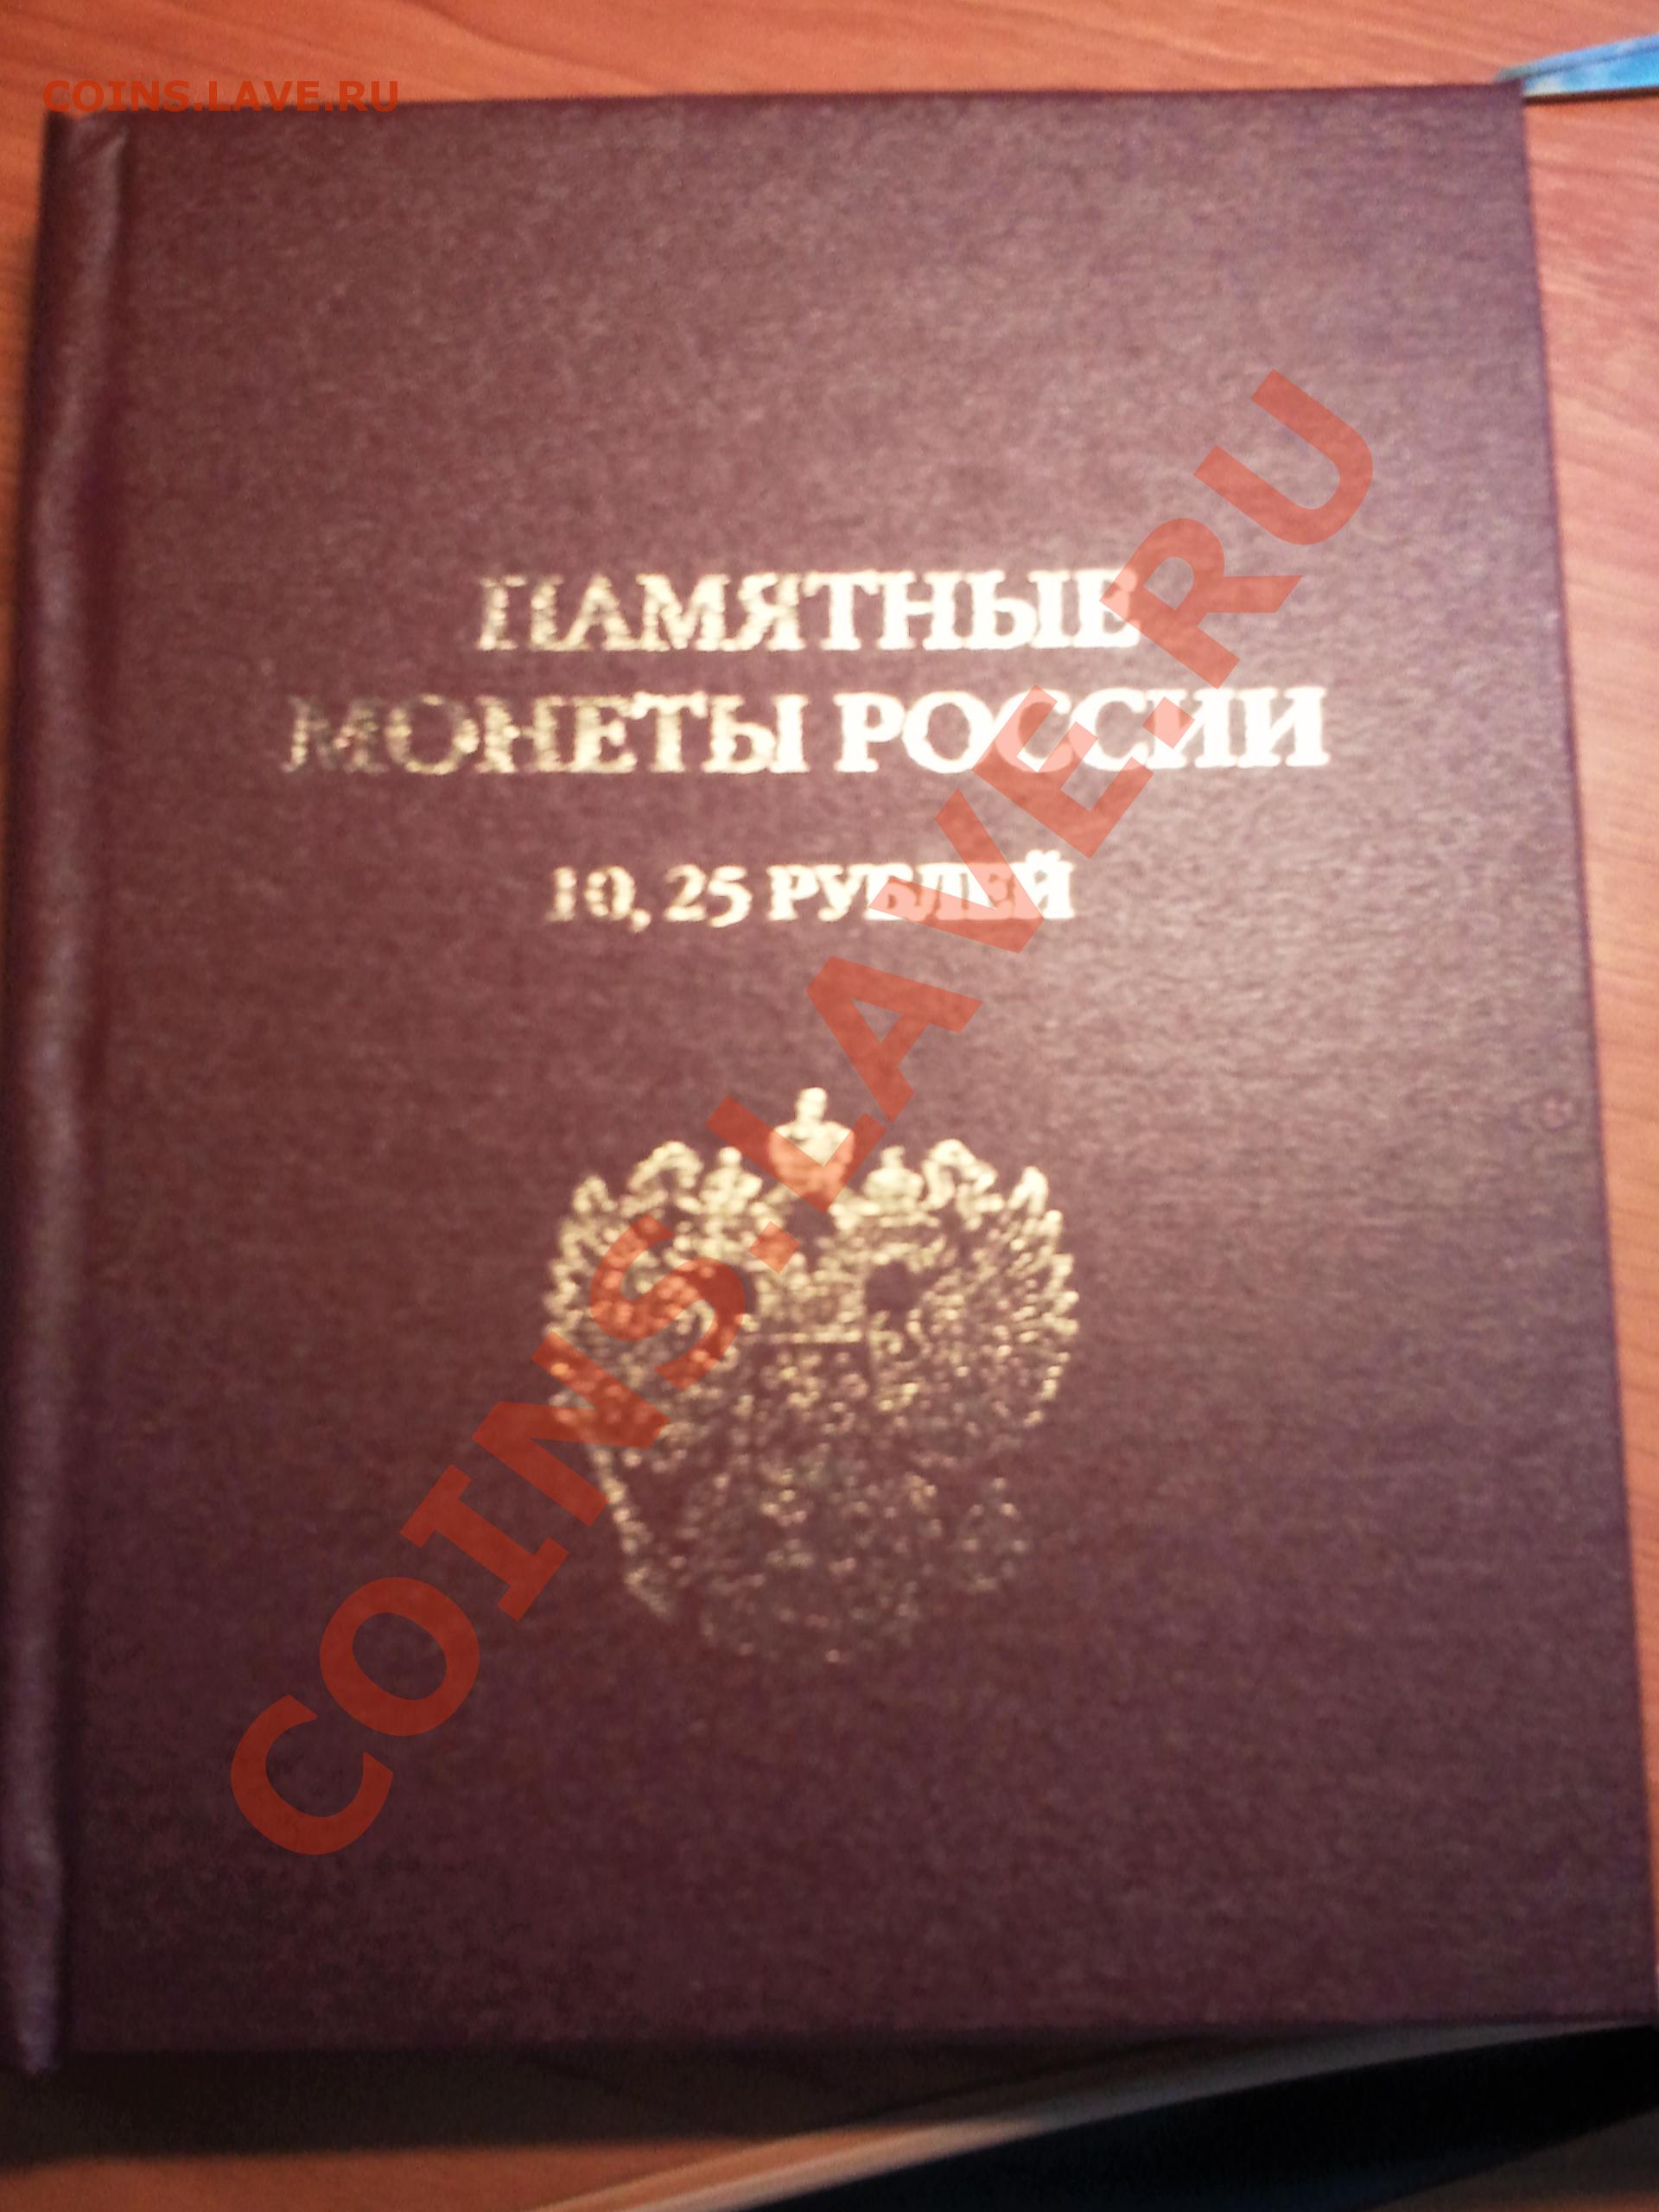 COINS.LAVE.RU
ПАМЯТНЫЕ
МОНЕТЫ РОССИИ
10, 25 РУБЛЕЙ
COINS.LAVE.RU